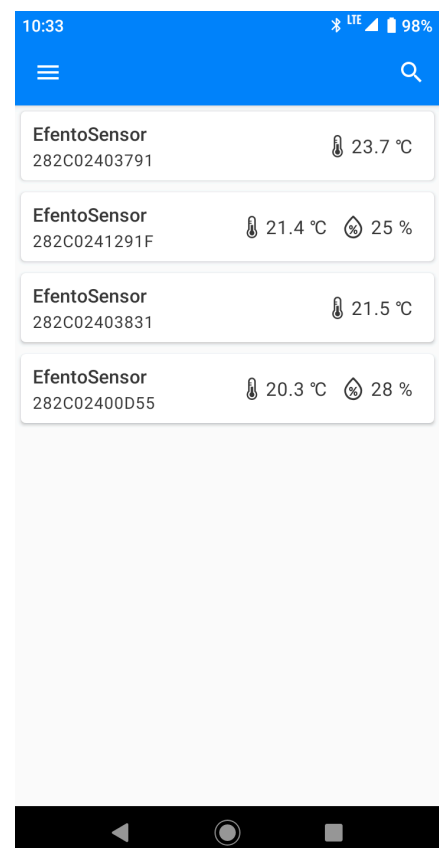 10:33 LTE 98%
EfentoSensor
282C02403791
23.7 ℃
EfentoSensor
282C0241291F
21.4 ℃ % 25 %
EfentoSensor
282C02403831
21.5 ℃
EfentoSensor
282C02400D55
20.3 ℃ % 28 %